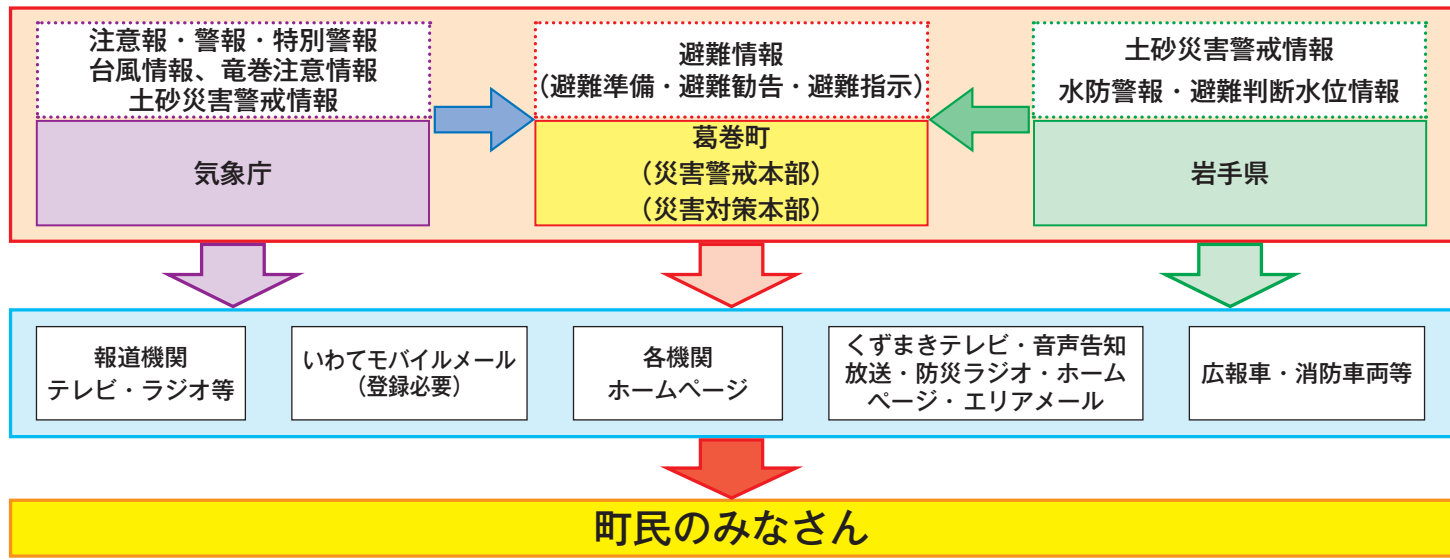 注意報・警報・特別警報
台風情報、竜巻注意情報
土砂災害警戒情報
気象庁
避難情報
（避難準備・避難勧告・避難指示）
葛巻町
（災害警戒本部）
（災害対策本部）
土砂災害警戒情報
水防警報・避難判断水位情報
岩手県
報道機関
テレビ・ラジオ等
いわてモバイルメール
（登録必要）
各機関
ホームページ
くずまきテレビ・音声告知
放送・防災ラジオ・ホーム
ページ・エリアメール
広報車・消防車両等
町民のみなさん